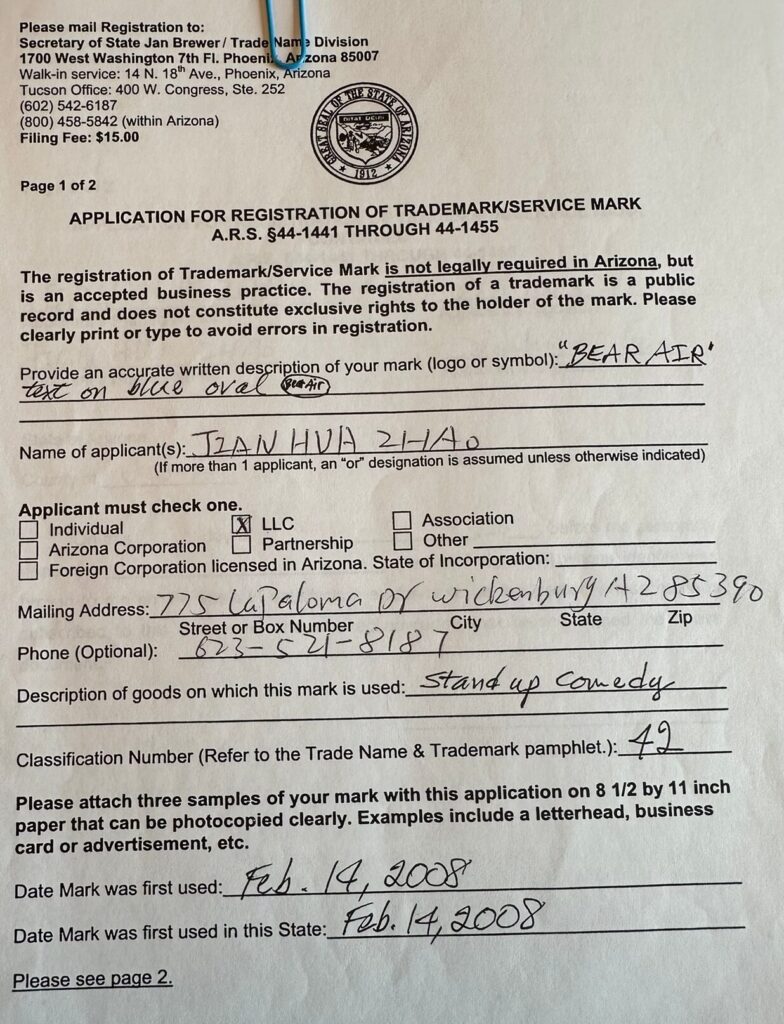 Please mail Registration to:
Secretary of State Jan Brewer / Trade Name Division
1700 West Washington 7th Fl. Phoenix, Arizona 85007
Walk-in service: 14 N. 18th Ave., Phoenix, Arizona
Tucson Office: 400 W. Congress, Ste. 252
(602) 542-6187
(800) 458-5842 (within Arizona)
Filing Fee: $15.00
GREAT SEAL OF THE STATE OF ARIZONA
DITAT DEUS
1912
Page 1 of 2
APPLICATION FOR REGISTRATION OF TRADEMARK/SERVICE MARK
A.R.S. §44-1441 THROUGH 44-1455
The registration of Trademark/Service Mark is not legally required in Arizona, but
is an accepted business practice. The registration of a trademark is a public
record and does not constitute exclusive rights to the holder of the mark. Please
clearly print or type to avoid errors in registration.
Provide an accurate written description of your mark (logo or symbol): "BEAR AIR"
text on blue oval Bear Air
Name of applicant(s): JIANHUA ZHAO
(If more than 1 applicant, an "or" designation is assumed unless otherwise indicated)
Applicant must check one.
Individual X LLC Association
Arizona Corporation Partnership Other
Foreign Corporation licensed in Arizona. State of Incorporation:
Mailing Address: 775 LaPaloma Dr Wickenburg AZ 85390
Street or Box Number City State Zip
Phone (Optional): 623-521-8187
Description of goods on which this mark is used: Stand up Comedy
Classification Number (Refer to the Trade Name & Trademark pamphlet.): 42
Please attach three samples of your mark with this application on 8 1/2 by 11 inch
paper that can be photocopied clearly. Examples include a letterhead, business
card or advertisement, etc.
Date Mark was first used: Feb. 14, 2008
Date Mark was first used in this State: Feb. 14, 2008
Please see page 2.